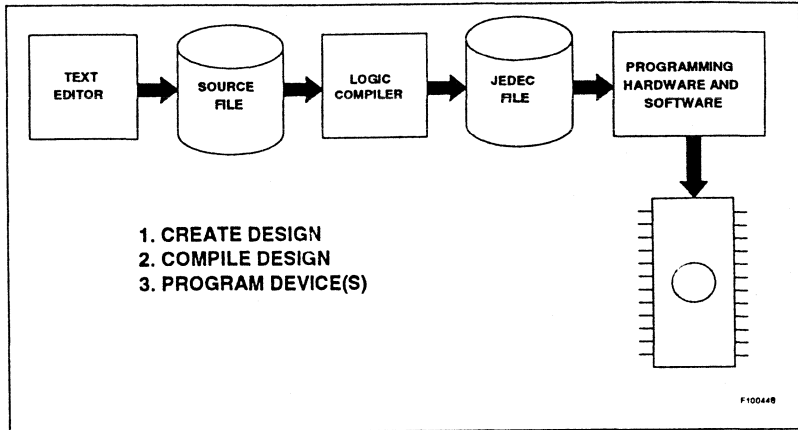 TEXT
EDITOR
SOURCE
FILE
LOGIC
COMPILER
JEDEC
FILE
PROGRAMMING
HARDWARE AND
SOFTWARE
1. CREATE DESIGN
2. COMPILE DESIGN
3. PROGRAM DEVICE(S)
F100448